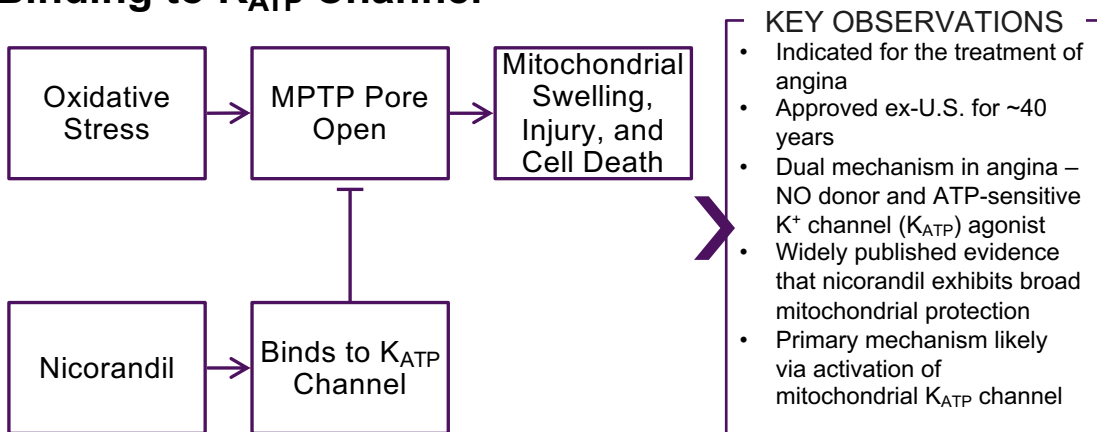 Binding to KATP Channel
Oxidative
Stress
MPTP Pore
Open
Mitochondrial
Swelling,
Injury, and
Cell Death
Nicorandil
Binds to KATP
Channel
KEY OBSERVATIONS
• Indicated for the treatment of
angina
• Approved ex-U.S. for ~40
years
• Dual mechanism in angina –
NO donor and ATP-sensitive
K+ channel (KATP) agonist
• Widely published evidence
that nicorandil exhibits broad
mitochondrial protection
• Primary mechanism likely
via activation of
mitochondrial KATP channel